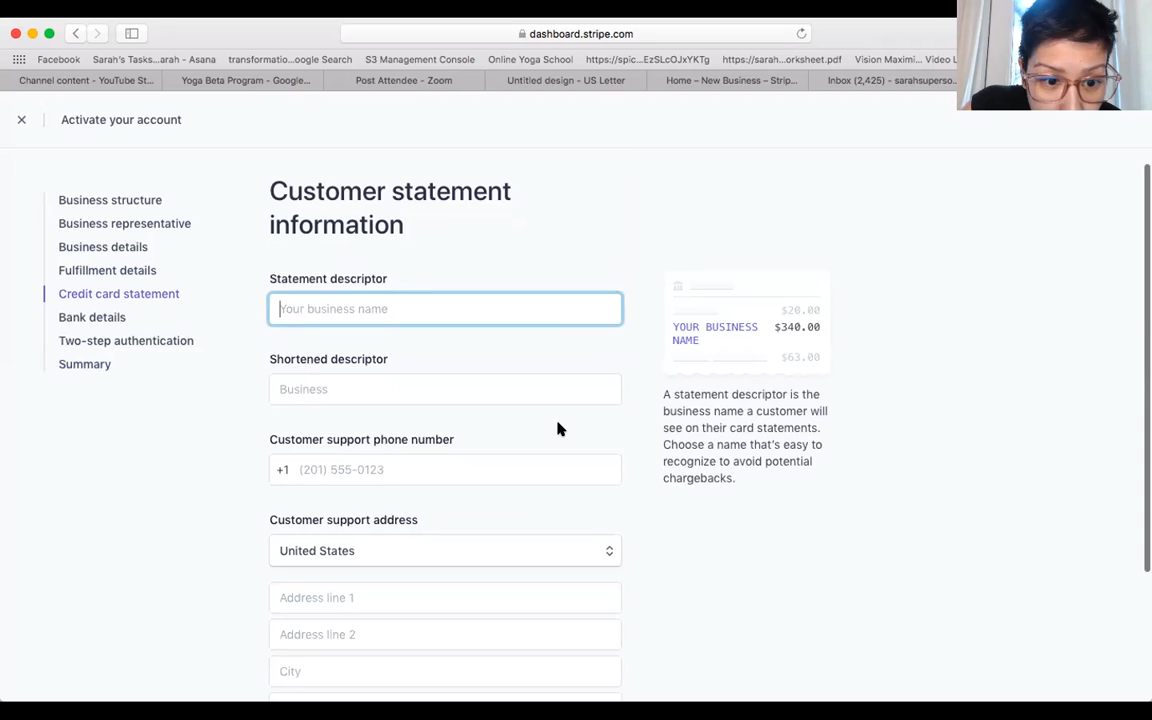 dashboard.stripe.com
Facebook Sarah's Tasks...arah - Asana transformatio...oogle Search S3 Management Console Online Yoga School https://spic...EzSLcOJxYKTg https://sarah...orksheet.pdf Vision Maximi...
Channel content - YouTube St... Yoga Beta Program - Google... Post Attendee - Zoom Untitled design - US Letter Home – New Business – Strip... Inbox (2,425) - sarahsuperso...
Activate your account
Business structure
Business representative
Business details
Fulfillment details
Credit card statement
Bank details
Two-step authentication
Summary
Customer statement
information
Statement descriptor
Your business name
Shortened descriptor
Business
Customer support phone number
+1 (201) 555-0123
Customer support address
United States
Address line 1
Address line 2
City
$20.00
YOUR BUSINESS $340.00
NAME
$63.00
A statement descriptor is the
business name a customer will
see on their card statements.
Choose a name that's easy to
recognize to avoid potential
chargebacks.